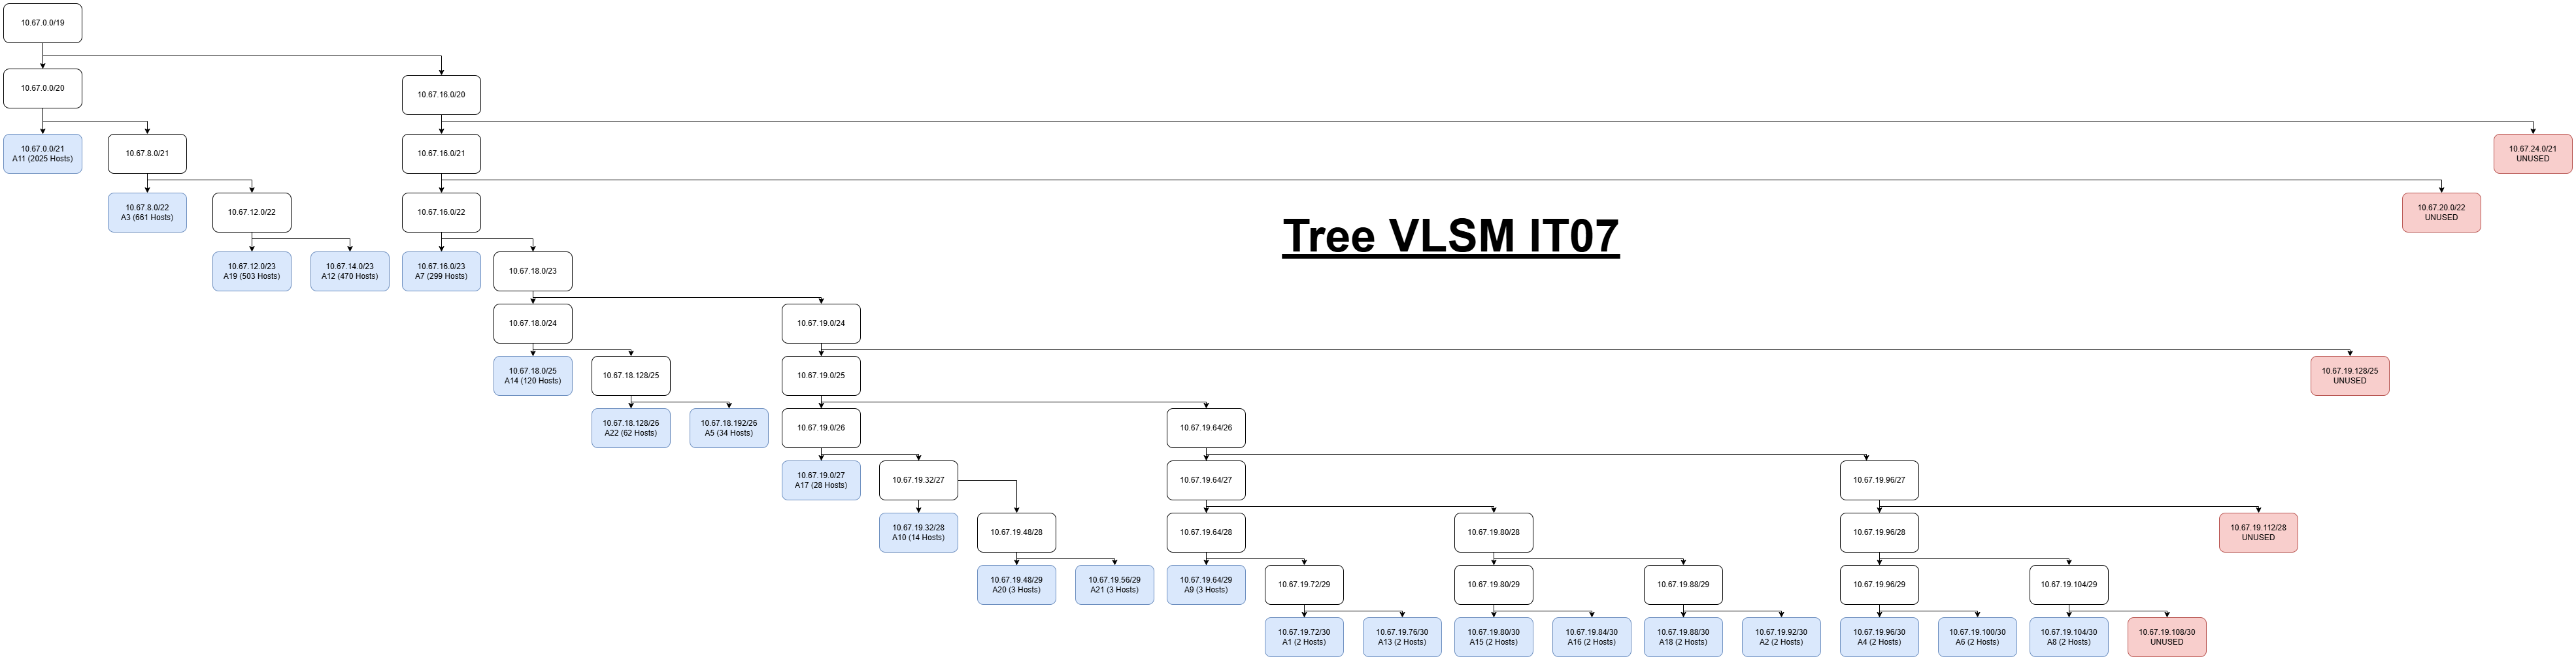 10.67.0.0/19
10.67.0.0/20
10.67.16.0/20
10.67.0.0/21
A11 (2025 Hosts)
10.67.8.0/21
10.67.16.0/21
10.67.24.0/21
UNUSED
10.67.8.0/22
A3 (661 Hosts)
10.67.12.0/22
10.67.16.0/22
10.67.20.0/22
UNUSED
Tree VLSM IT07
10.67.12.0/23
A19 (503 Hosts)
10.67.14.0/23
A12 (470 Hosts)
10.67.16.0/23
A7 (299 Hosts)
10.67.18.0/23
10.67.18.0/24
10.67.19.0/24
10.67.18.0/25
A14 (120 Hosts)
10.67.18.128/25
10.67.19.0/25
10.67.19.128/25
UNUSED
10.67.18.128/26
A22 (62 Hosts)
10.67.18.192/26
A5 (34 Hosts)
10.67.19.0/26
10.67.19.64/26
10.67.19.0/27
A17 (28 Hosts)
10.67.19.32/27
10.67.19.64/27
10.67.19.96/27
10.67.19.32/28
A10 (14 Hosts)
10.67.19.48/28
10.67.19.64/28
10.67.19.80/28
10.67.19.96/28
10.67.19.112/28
UNUSED
10.67.19.48/29
A20 (3 Hosts)
10.67.19.56/29
A21 (3 Hosts)
10.67.19.64/29
A9 (3 Hosts)
10.67.19.72/29
10.67.19.80/29
10.67.19.88/29
10.67.19.96/29
10.67.19.104/29
10.67.19.72/30
A1 (2 Hosts)
10.67.19.76/30
A13 (2 Hosts)
10.67.19.80/30
A15 (2 Hosts)
10.67.19.84/30
A16 (2 Hosts)
10.67.19.88/30
A18 (2 Hosts)
10.67.19.92/30
A2 (2 Hosts)
10.67.19.96/30
A4 (2 Hosts)
10.67.19.100/30
A6 (2 Hosts)
10.67.19.104/30
A8 (2 Hosts)
10.67.19.108/30
UNUSED